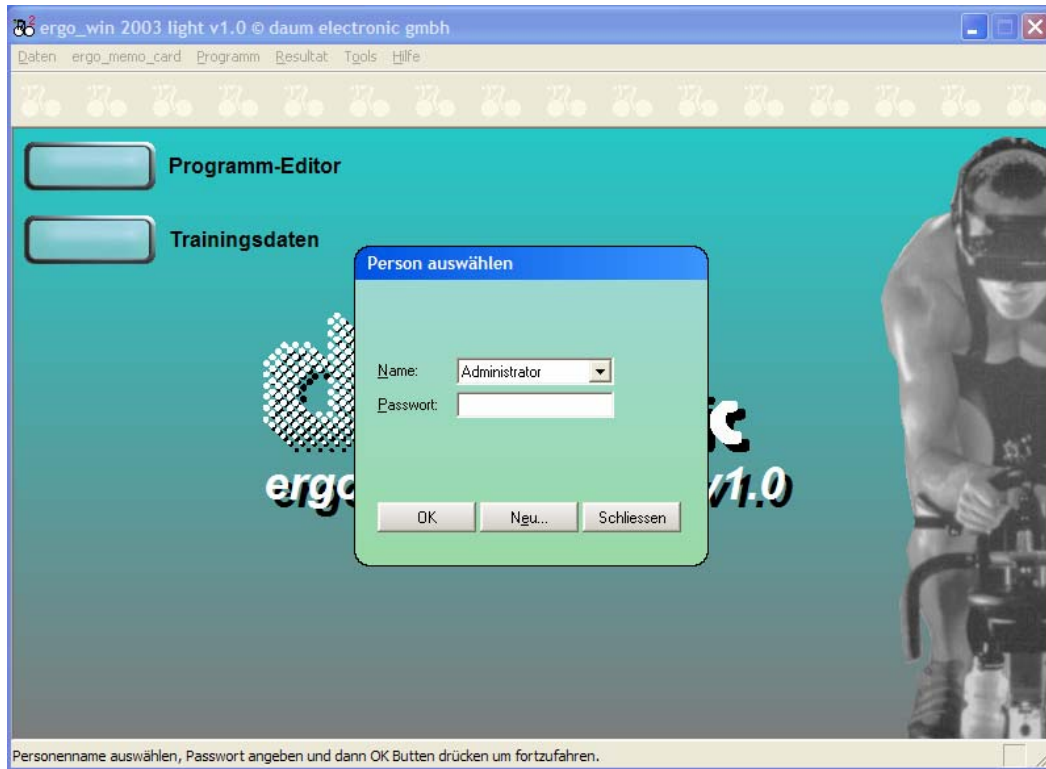 ergo_win 2003 light v1.0 © daum electronic gmbh
Daten ergo_memo_card Programm Resultat Tools Hilfe
Programm-Editor
Trainingsdaten
Person auswählen
Name: Administrator
Passwort:
d c
ergo v1.0
OK Neu... Schliessen
Personenname auswählen, Passwort angeben und dann OK Butten drücken um fortzufahren.